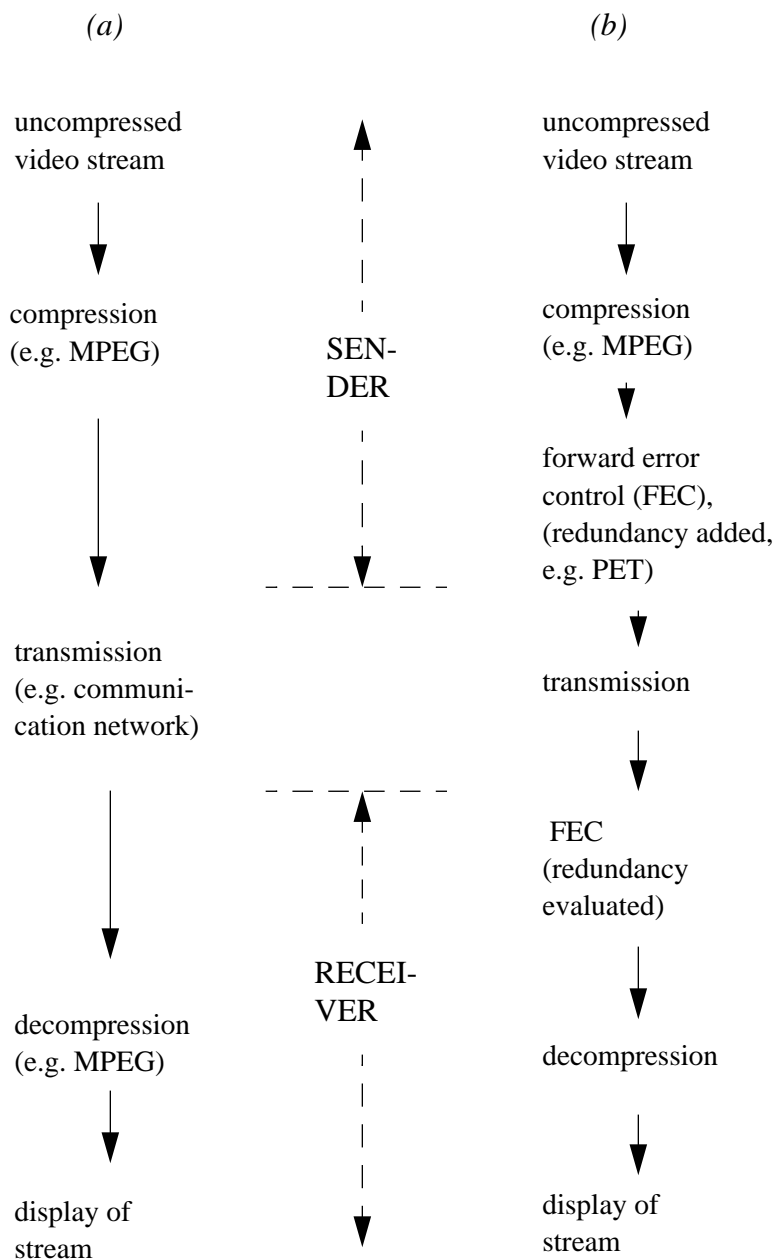 (a)
uncompressed
video stream
compression
(e.g. MPEG)
transmission
(e.g. communi-
cation network)
decompression
(e.g. MPEG)
display of
stream
SEN-
DER
RECEI-
VER
(b)
uncompressed
video stream
compression
(e.g. MPEG)
forward error
control (FEC),
(redundancy added,
e.g. PET)
transmission
FEC
(redundancy
evaluated)
decompression
display of
stream